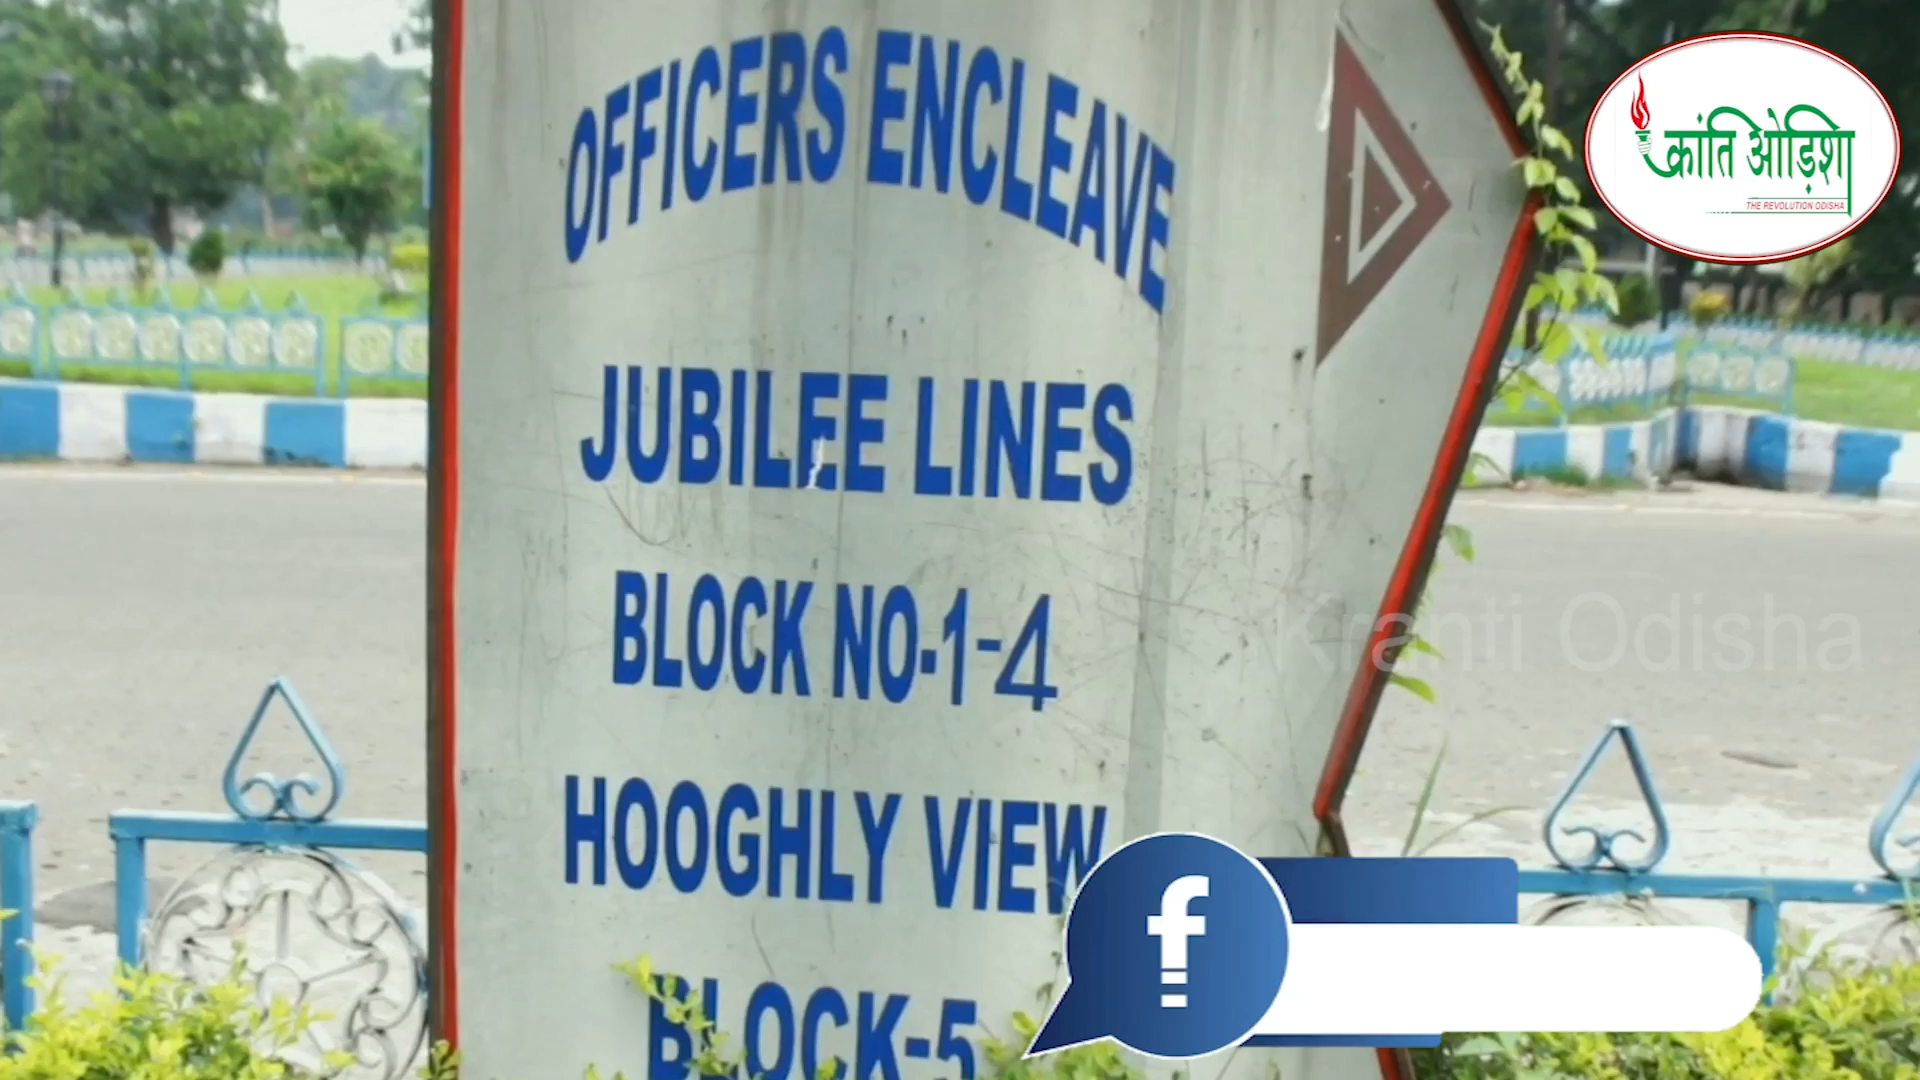 OFFICERS ENCLEAVE
JUBILEE LINES
BLOCK NO.1-4
HOOGHLY VIEW
BLOCK-5
क्रांति ओड़िशा
THE REVOLUTION ODISHA
Kranti Odisha
f